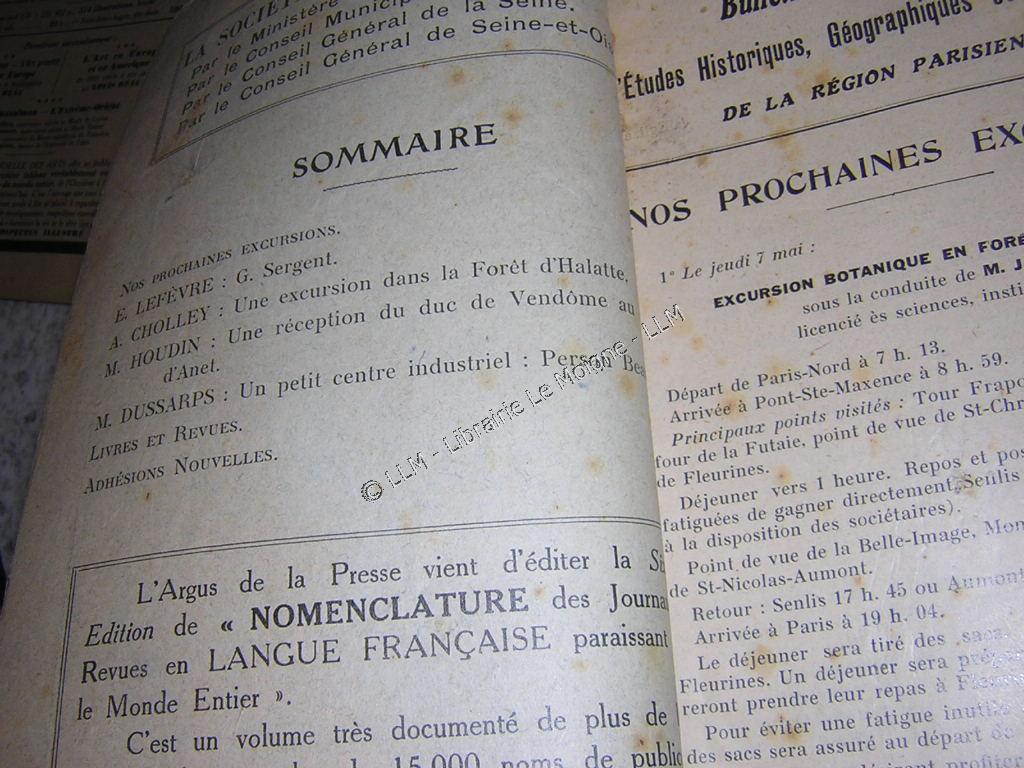 LA SOCIÉT
Par le Ministère
Par le Conseil Municip
Par le Conseil Général de la Seine.
Par le Conseil Général de Seine-et-Ois
SOMMAIRE
NOS PROCHAINES EXCURSIONS.
E. LEFÈVRE : G. Sergent.
A. CHOLLEY : Une excursion dans la Forêt d'Halatte.
M. HOUDIN : Une réception du duc de Vendôme au
d'Anet.
M. DUSSARPS : Un petit centre industriel : Persan Bea
LIVRES ET REVUES.
ADHÉSIONS NOUVELLES.
L'Argus de la Presse vient d'éditer la Si
Edition de « NOMENCLATURE des Journa
Revues en LANGUE FRANÇAISE paraissant
le Monde Entier ».
C'est un volume très documenté de plus de
15.000 noms de public
d'Études Historiques, Géographiques
DE LA RÉGION PARISIEN
NOS PROCHAINES EXC
1° Le jeudi 7 mai :
EXCURSION BOTANIQUE EN FORÊ
sous la conduite de M. J
licencié ès sciences, insti
Départ de Paris-Nord à 7 h. 13.
Arrivée à Pont-Ste-Maxence à 8 h. 59.
Principaux points visités : Tour Frapo
four de la Futaie, point de vue de St-Chr
de Fleurines.
Déjeuner vers 1 heure. Repos et pos
fatiguées de gagner directement Senlis
à la disposition des sociétaires).
Point de vue de la Belle-Image, Mon
de St-Nicolas-Aumont.
Retour : Senlis 17 h. 45 ou Aumont
Arrivée à Paris à 19 h. 04.
Le déjeuner sera tiré des sacs.
Fleurines. Un déjeuner sera prépa
reront prendre leur repas à Fleu
Pour éviter une fatigue inutile
des sacs sera assuré au départ de
désirant profiter
© LLM - Librairie Le Moigne - LLM